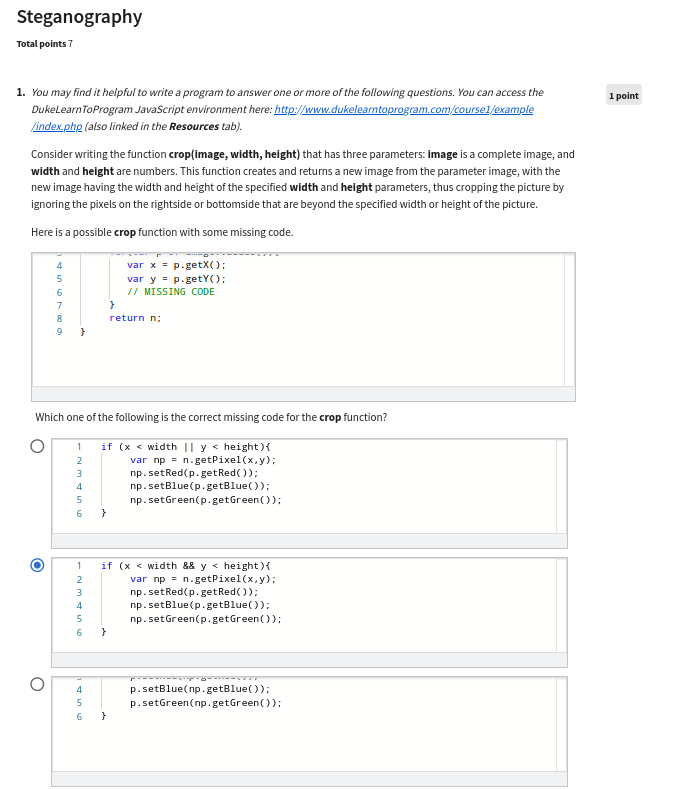 Steganography
Total points 7
1. You may find it helpful to write a program to answer one or more of the following questions. You can access the
1 point
DukeLearnToProgram JavaScript environment here: http://www.dukelearntoprogram.com/course1/example
/index.php (also linked in the Resources tab).
Consider writing the function crop(image, width, height) that has three parameters: image is a complete image, and
width and height are numbers. This function creates and returns a new image from the parameter image, with the
new image having the width and height of the specified width and height parameters, thus cropping the picture by
ignoring the pixels on the rightside or bottomside that are beyond the specified width or height of the picture.
Here is a possible crop function with some missing code.
4 var x = p.getX();
5 var y = p.getY();
6 // MISSING CODE
7 }
8 return n;
9 }
Which one of the following is the correct missing code for the crop function?
1 if (x < width || y < height){
2 var np = n.getPixel(x,y);
3 np.setRed(p.getRed());
4 np.setBlue(p.getBlue());
5 np.setGreen(p.getGreen());
6 }
1 if (x < width && y < height){
2 var np = n.getPixel(x,y);
3 np.setRed(p.getRed());
4 np.setBlue(p.getBlue());
5 np.setGreen(p.getGreen());
6 }
4 p.setBlue(np.getBlue());
5 p.setGreen(np.getGreen());
6 }